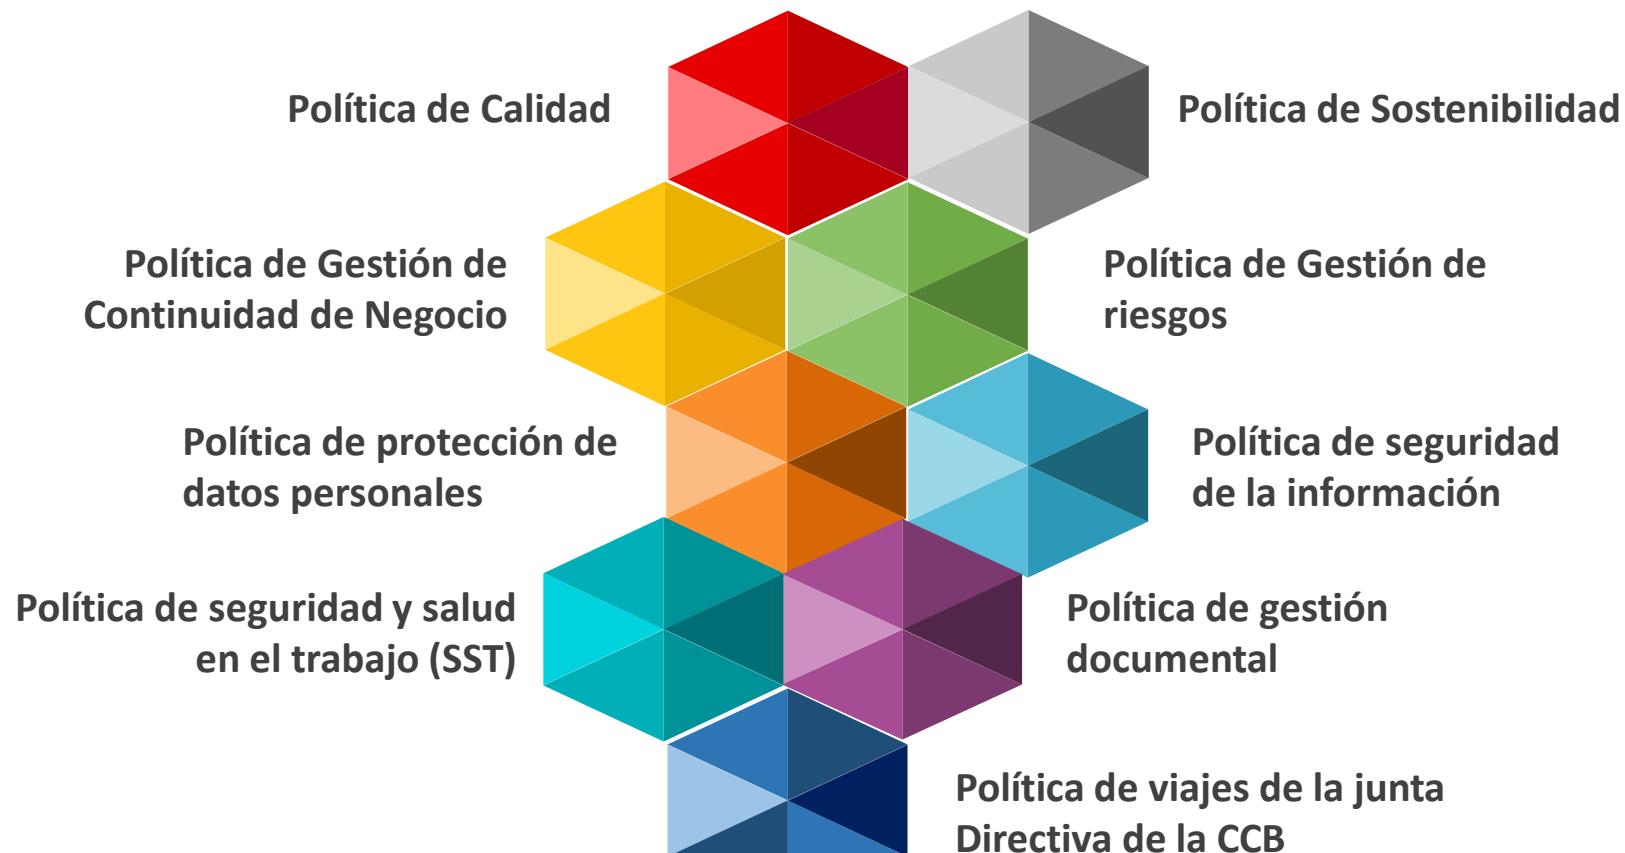 Política de Calidad
Política de Sostenibilidad
Política de Gestión de
Continuidad de Negocio
Política de Gestión de
riesgos
Política de protección de
datos personales
Política de seguridad
de la información
Política de seguridad y salud
en el trabajo (SST)
Política de gestión
documental
Política de viajes de la junta
Directiva de la CCB